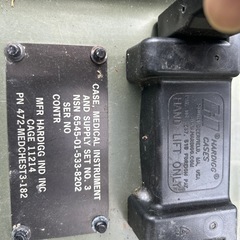 CASE, MEDICAL INSTRUMENT
AND SUPPLY SET NO. 3
NSN 6545-01-533-8202
SER NO
CONTR
MFR HARDIGG IND INC
CAGE 11214
PN 472-MEDCHEST3-182
HARDIGG
CASES
HAND LIFT ONLY